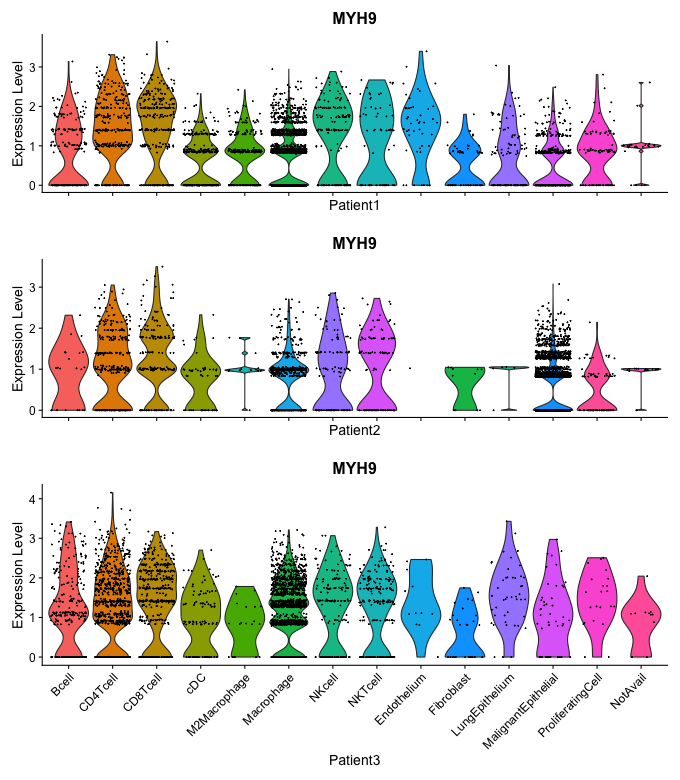 MYH9
Expression Level
3
2
1
0
Patient1
MYH9
Expression Level
3
2
1
0
Patient2
MYH9
Expression Level
4
3
2
1
0
Bcell
CD4Tcell
CD8Tcell
cDC
M2Macrophage
Macrophage
NKcell
NKTcell
Endothelium
Fibroblast
LungEpithelium
MalignantEpithelial
ProliferatingCell
NotAvail
Patient3